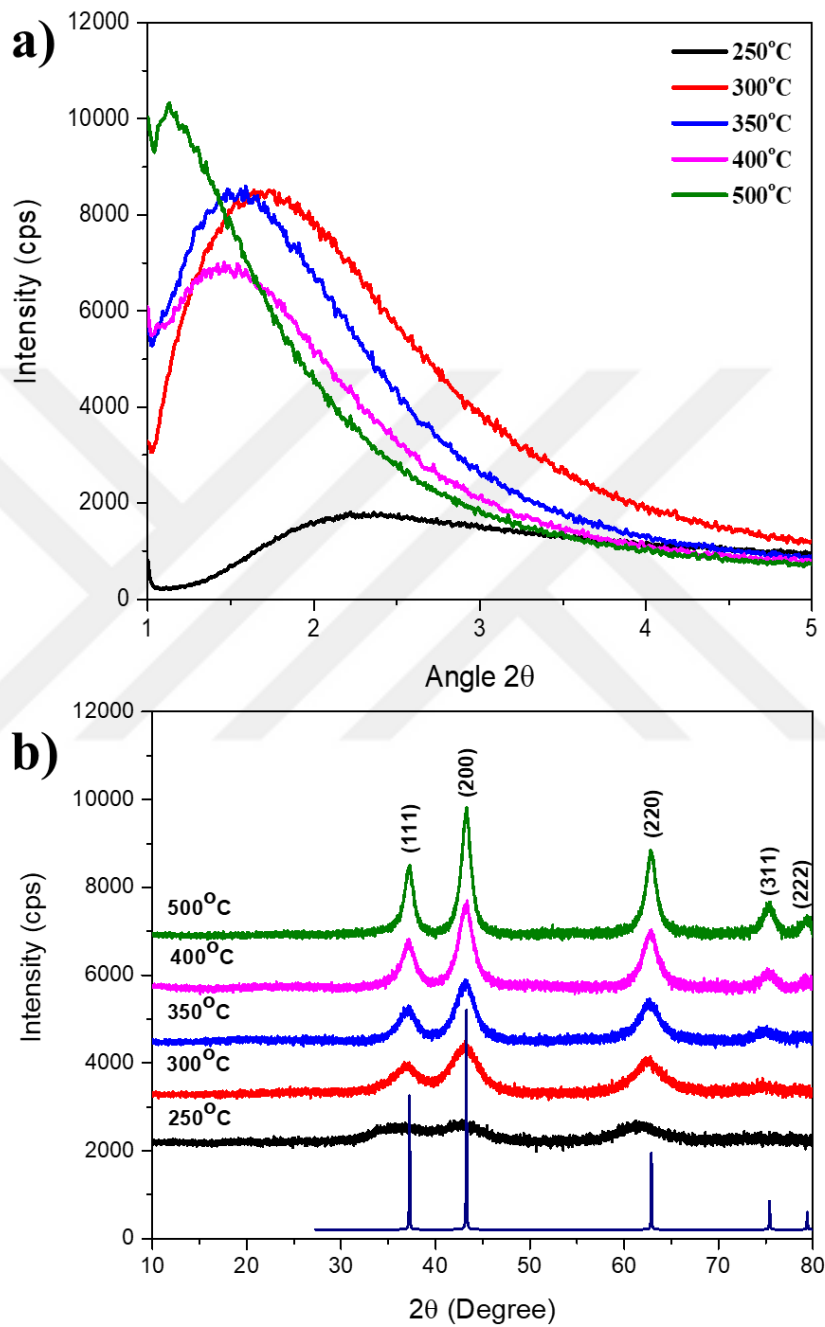 a)
12000
10000
8000
6000
4000
2000
0
Intensity (cps)
250°C
300°C
350°C
400°C
500°C
1 2 3 4 5
Angle 2θ
b)
12000
10000
8000
6000
4000
2000
0
Intensity (cps)
(111)
(200)
(220)
(311)
(222)
500°C
400°C
350°C
300°C
250°C
10 20 30 40 50 60 70 80
2θ (Degree)